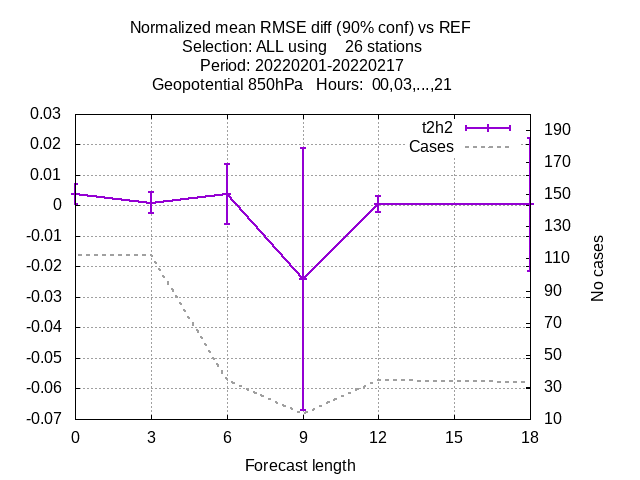 Normalized mean RMSE diff (90% conf) vs REF
Selection: ALL using    26 stations
Period: 20220201-20220217
Geopotential 850hPa   Hours:  00,03,...,21
t2h2
Cases
0.03
0.02
0.01
0
-0.01
-0.02
-0.03
-0.04
-0.05
-0.06
-0.07
190
170
150
130
110
90
70
50
30
10
No cases
0 3 6 9 12 15 18
Forecast length